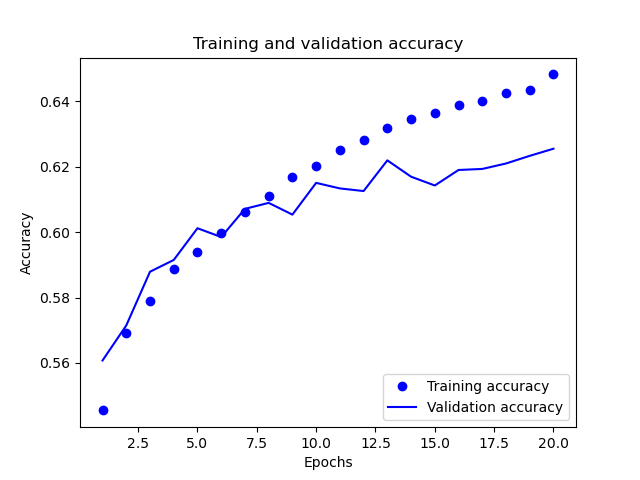 Training and validation accuracy
Accuracy
0.64
0.62
0.60
0.58
0.56
Training accuracy
Validation accuracy
2.5 5.0 7.5 10.0 12.5 15.0 17.5 20.0
Epochs